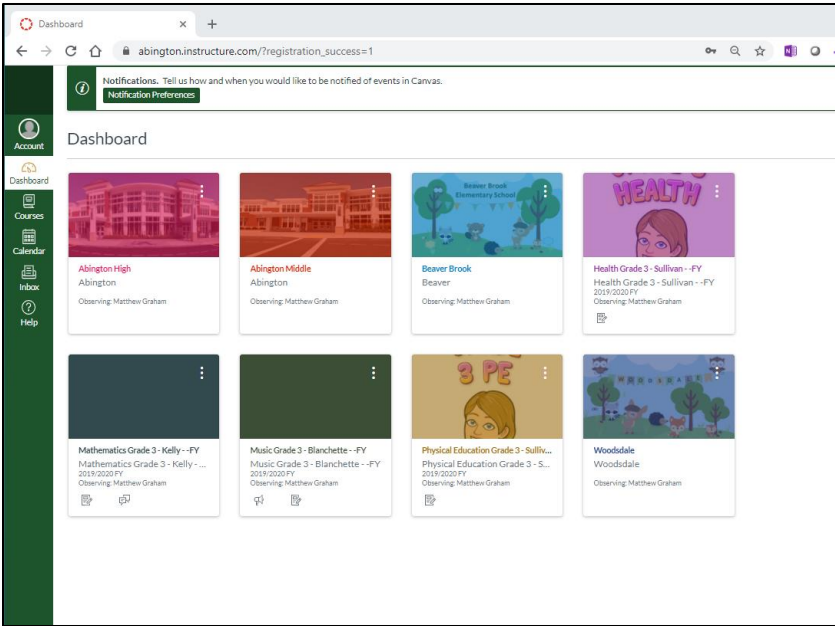 Dashboard
abington.instructure.com/?registration_success=1
Notifications. Tell us how and when you would like to be notified of events in Canvas.
Notification Preferences
Account
Dashboard
Courses
Calendar
Inbox
Help
Dashboard
Abington High
Abington
Observing: Matthew Graham
Abington Middle
Abington
Observing: Matthew Graham
Beaver Brook
Elementary School
Beaver Brook
Beaver
Observing: Matthew Graham
HEALTH
Health Grade 3 - Sullivan - -FY
Health Grade 3 - Sullivan - -FY
2019/2020 FY
Observing: Matthew Graham
Mathematics Grade 3 - Kelly - -FY
Mathematics Grade 3 - Kelly - ...
2019/2020 FY
Observing: Matthew Graham
Music Grade 3 - Blanchette - -FY
Music Grade 3 - Blanchette - -FY
2019/2020 FY
Observing: Matthew Graham
3 PE
Physical Education Grade 3 - Sulliv...
Physical Education Grade 3 - S...
2019/2020 FY
Observing: Matthew Graham
WOODSDALE
Woodsdale
Woodsdale
Observing: Matthew Graham